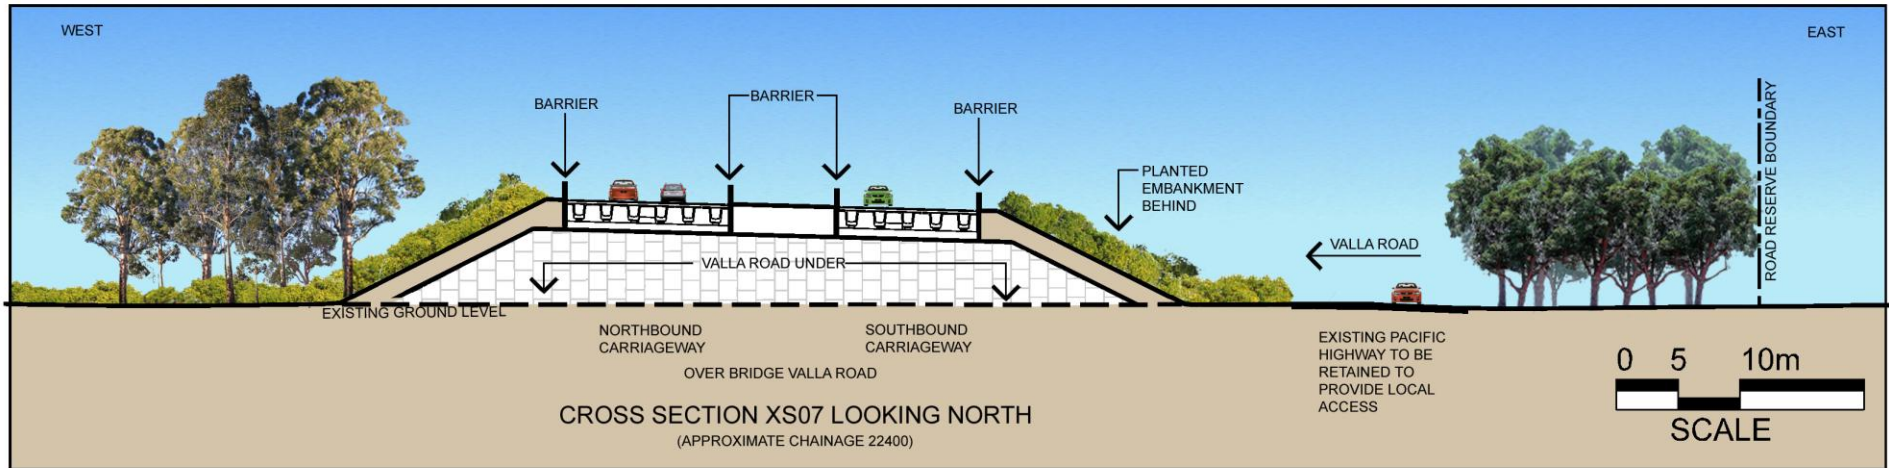 WEST
EAST
BARRIER
BARRIER
BARRIER
ROAD RESERVE BOUNDARY
PLANTED
EMBANKMENT
BEHIND
VALLA ROAD
VALLA ROAD UNDER
EXISTING GROUND LEVEL
NORTHBOUND
CARRIAGEWAY
SOUTHBOUND
CARRIAGEWAY
OVER BRIDGE VALLA ROAD
EXISTING PACIFIC
HIGHWAY TO BE
RETAINED TO
PROVIDE LOCAL
ACCESS
CROSS SECTION XS07 LOOKING NORTH
(APPROXIMATE CHAINAGE 22400)
0 5 10m
SCALE